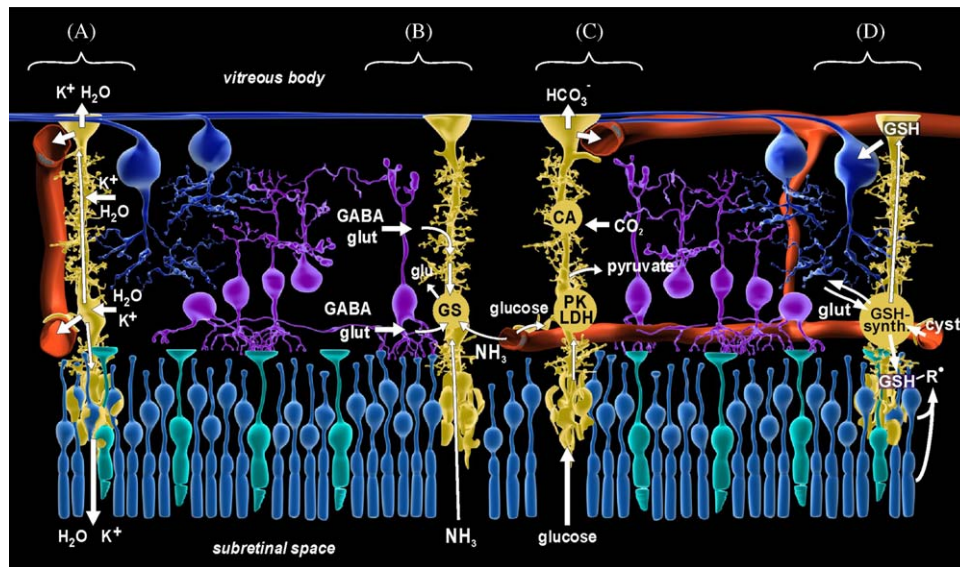 (A)
(B)
(C)
(D)
vitreous body
K⁺ H₂O
HCO₃⁻
GSH
K⁺
H₂O
GABA
glut
CA
CO₂
glu
pyruvate
H₂O
K⁺
GABA
glut
GS
glucose
PK
LDH
NH₃
glut
GSH-
synth.
cyst
GSH-R•
H₂O K⁺
subretinal space
NH₃
glucose